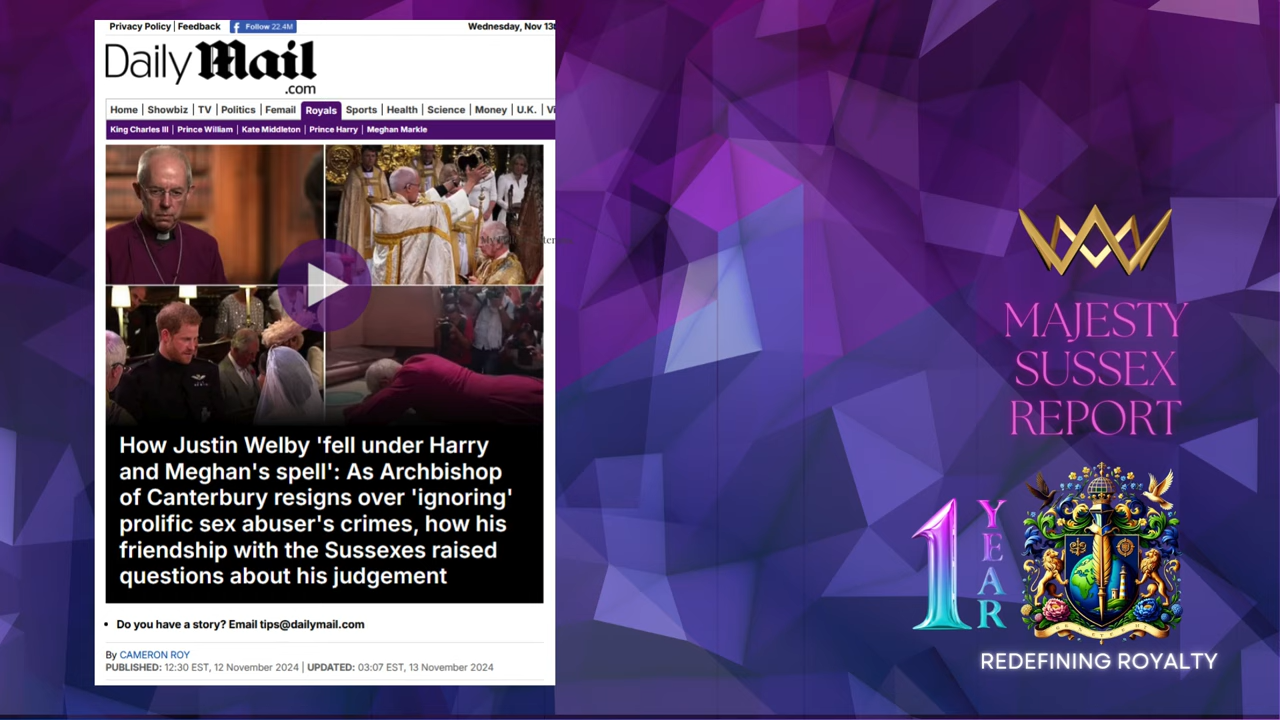 Privacy Policy | Feedback
Follow 22.4M
Wednesday, Nov 13
Daily Mail
.com
Home | Showbiz | TV | Politics | Femail | Royals | Sports | Health | Science | Money | U.K. |
King Charles III | Prince William | Kate Middleton | Prince Harry | Meghan Markle
How Justin Welby 'fell under Harry
and Meghan's spell': As Archbishop
of Canterbury resigns over 'ignoring'
prolific sex abuser's crimes, how his
friendship with the Sussexes raised
questions about his judgement
• Do you have a story? Email tips@dailymail.com
By CAMERON ROY
PUBLISHED: 12:30 EST, 12 November 2024 | UPDATED: 03:07 EST, 13 November 2024
MAJESTY
SUSSEX
REPORT
1 YEAR
REDEFINING ROYALTY